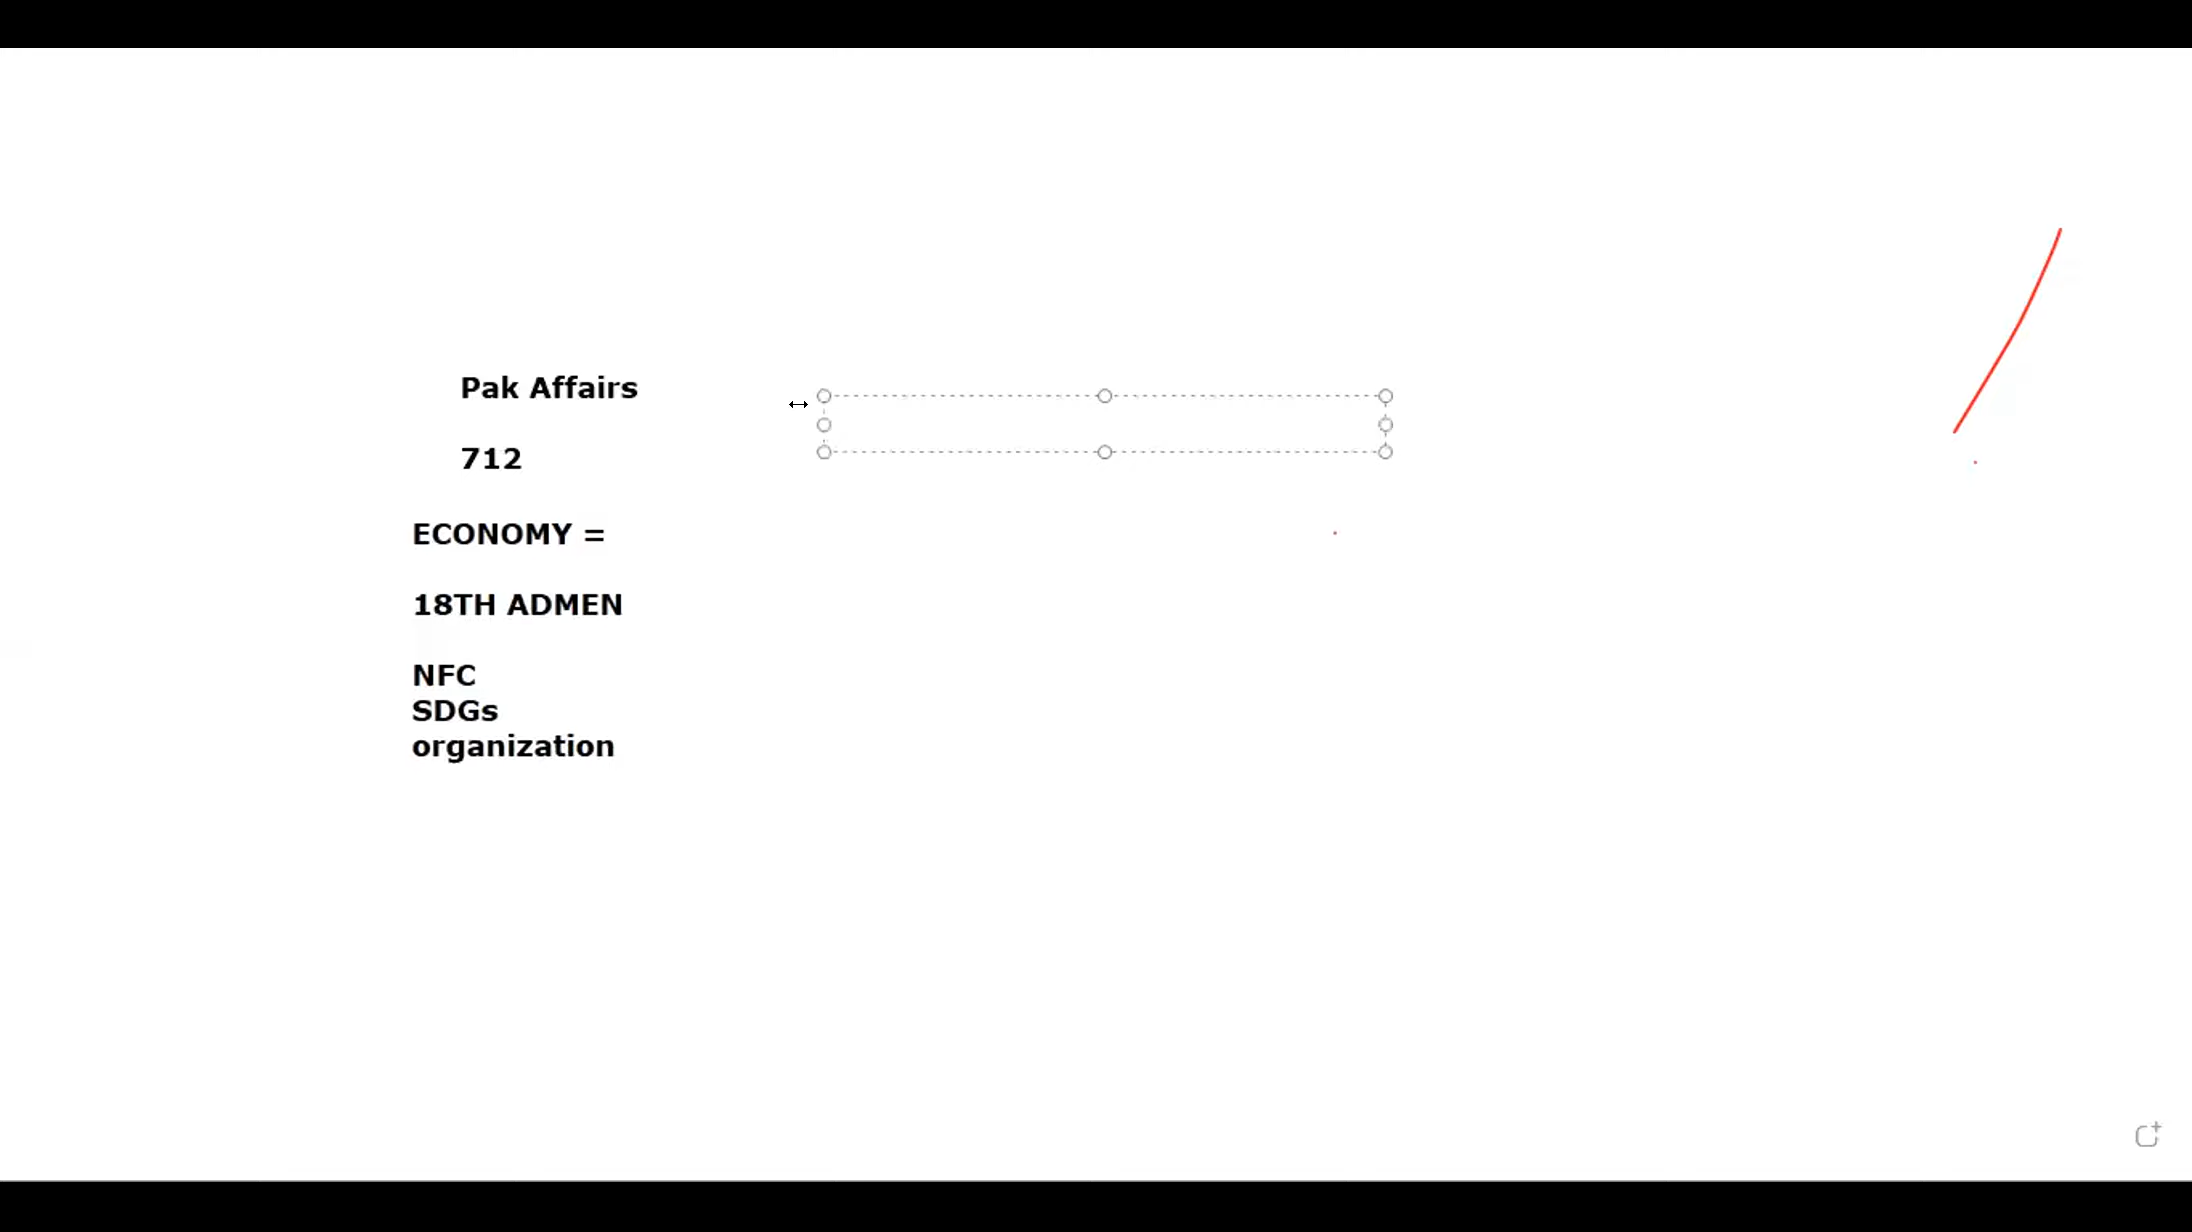 Pak Affairs
712
ECONOMY =
18TH ADMEN
NFC
SDGs
organization